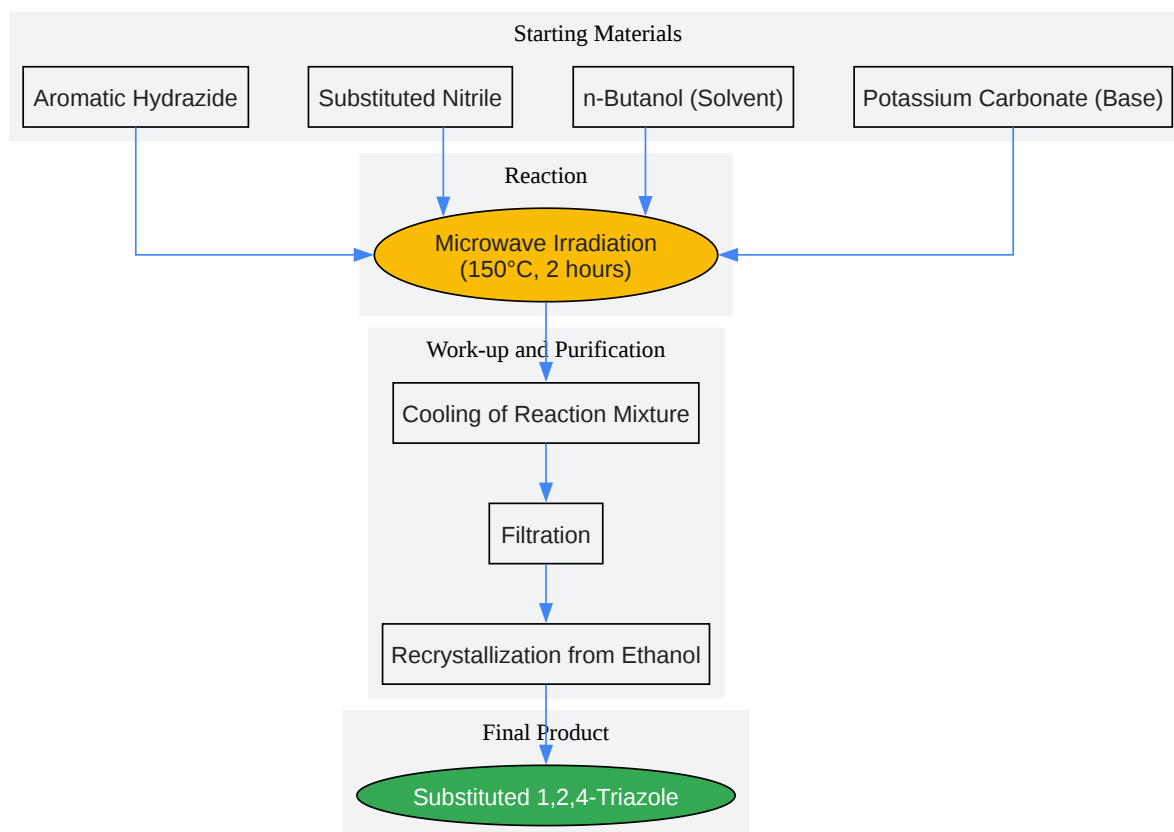 Starting Materials
Aromatic Hydrazide
Substituted Nitrile
n-Butanol (Solvent)
Potassium Carbonate (Base)
Reaction
Microwave Irradiation
(150°C, 2 hours)
Work-up and Purification
Cooling of Reaction Mixture
Filtration
Recrystallization from Ethanol
Final Product
Substituted 1,2,4-Triazole